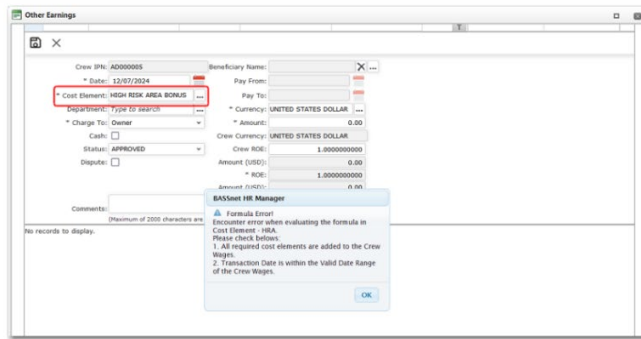 Other Earnings
T
Crew IPN: AD000005 Beneficiary Name: ...
* Date: 12/07/2024 Pay From:
* Cost Element: HIGH RISK AREA BONUS ... Pay To:
Department: Type to search ... * Currency: UNITED STATES DOLLAR ...
* Charge To: Owner * Amount: 0.00
Cash: Crew Currency: UNITED STATES DOLLAR
Status: APPROVED Crew ROE: 1.0000000000
Dispute: Amount (USD): 0.00
* ROE: 1.0000000000
Amount (USD): 0.00
Comments:
(Maximum of 2000 characters are
No records to display.
BASSnet HR Manager
Formula Error!
Encounter error when evaluating the formula in
Cost Element - HRA.
Please check belows:
1. All required cost elements are added to the Crew
Wages.
2. Transaction Date is within the Valid Date Range
of the Crew Wages.
OK